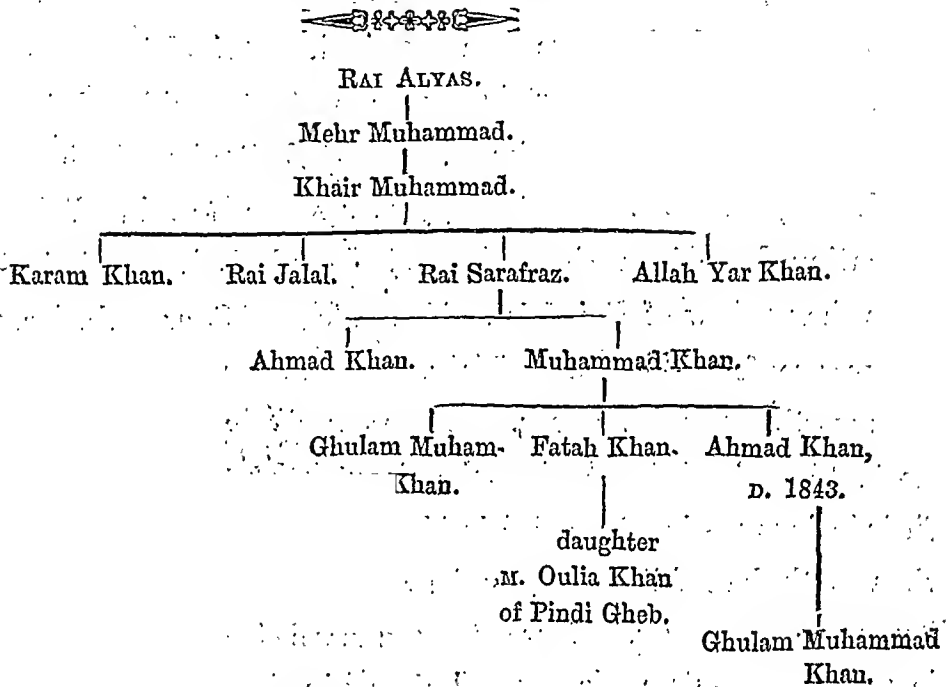 RAI ALYAS.
Mehr Muhammad.
Khair Muhammad.
Karam Khan. Rai Jalal. Rai Sarafraz. Allah Yar Khan.
Ahmad Khan. Muhammad Khan.
Ghulam Muham- Fatah Khan. Ahmad Khan,
Khan. D. 1843.
daughter
M. Oulia Khan
of Pindi Gheb.
Ghulam Muhammad
Khan.